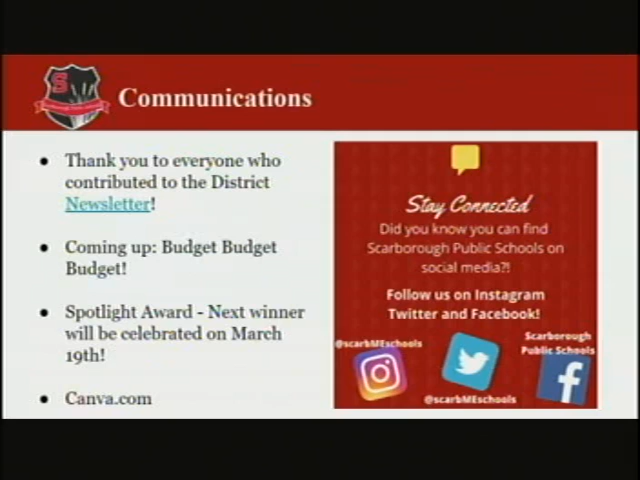 Communications
● Thank you to everyone who
contributed to the District
Newsletter!
● Coming up: Budget Budget
Budget!
● Spotlight Award - Next winner
will be celebrated on March
19th!
● Canva.com
Stay Connected
Did you know you can find
Scarborough Public Schools on
social media?!
Follow us on Instagram
Twitter and Facebook!
@scarbMEschools
@scarbMEschools
Scarborough
Public Schools